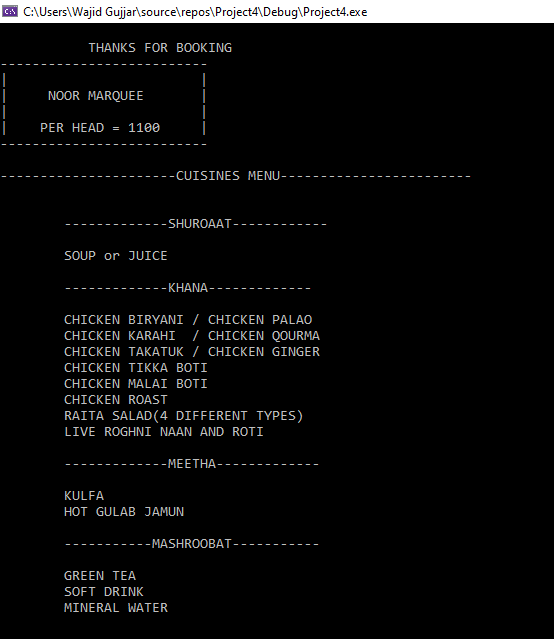 C:\Users\Wajid Gujjar\source\repos\Project4\Debug\Project4.exe
THANKS FOR BOOKING
--------------------------
| |
| NOOR MARQUEE |
| |
| PER HEAD = 1100 |
--------------------------
----------------------CUISINES MENU------------------------
-------------SHUROAAT------------
SOUP or JUICE
-------------KHANA-------------
CHICKEN BIRYANI / CHICKEN PALAO
CHICKEN KARAHI  / CHICKEN QOURMA
CHICKEN TAKATUK / CHICKEN GINGER
CHICKEN TIKKA BOTI
CHICKEN MALAI BOTI
CHICKEN ROAST
RAITA SALAD(4 DIFFERENT TYPES)
LIVE ROGHNI NAAN AND ROTI
-------------MEETHA-------------
KULFA
HOT GULAB JAMUN
-----------MASHROOBAT-----------
GREEN TEA
SOFT DRINK
MINERAL WATER